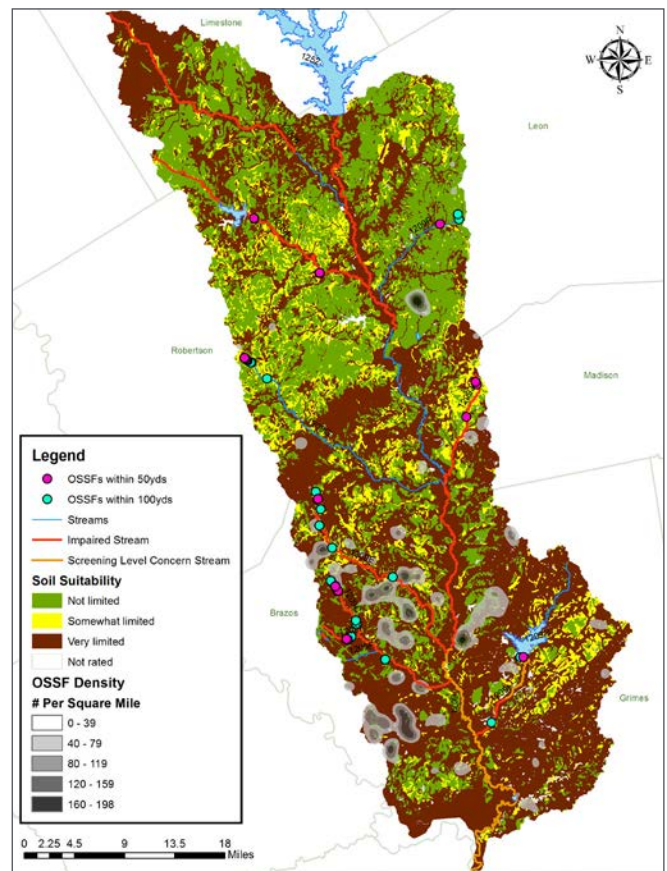 Limestone
1252
N
W E
S
Leon
Robertson
Madison
Brazos
Grimes
Legend
OSSFs within 50yds
OSSFs within 100yds
Streams
Impaired Stream
Screening Level Concern Stream
Soil Suitability
Not limited
Somewhat limited
Very limited
Not rated
OSSF Density
# Per Square Mile
0 - 39
40 - 79
80 - 119
120 - 159
160 - 198
0 2.25 4.5 9 13.5 18
Miles